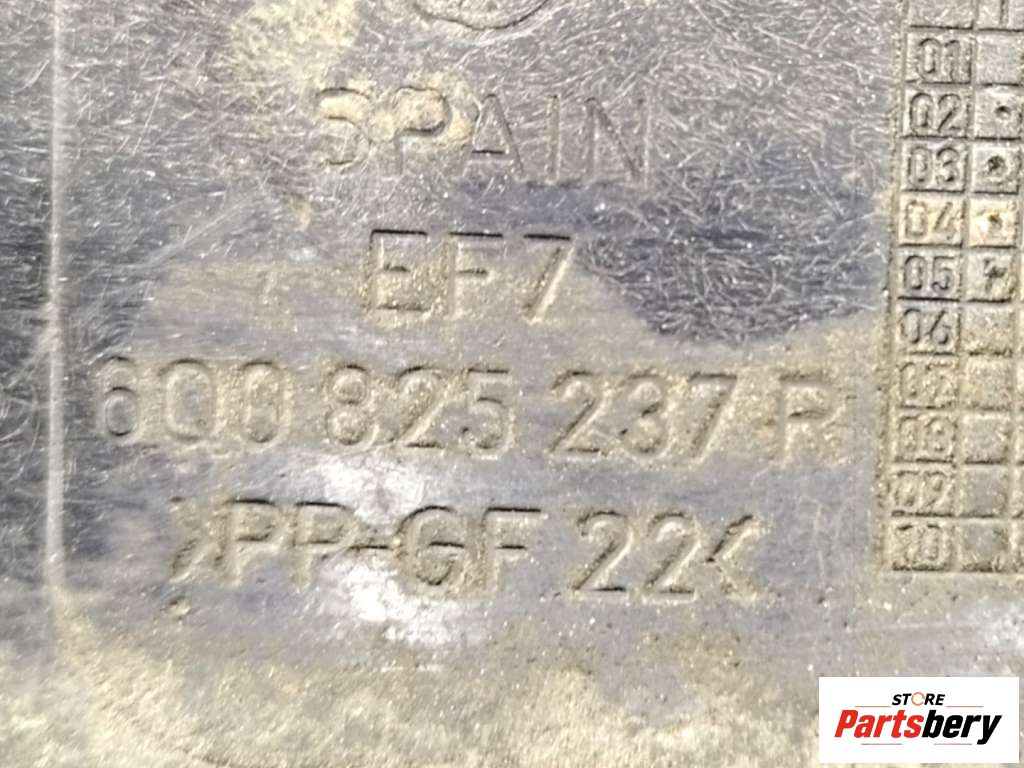 SPAIN
EF7
6Q0 825 237 R
>PP-GF 22<
01
02
03
04
05
06
07
08
09
10
STORE
Partsbery